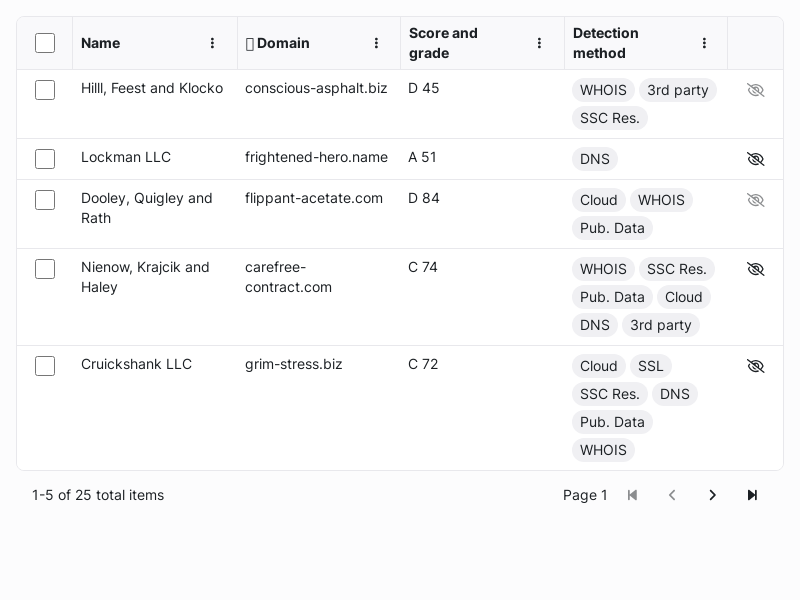 Name
Domain
Score and
grade
Detection
method
Hilll, Feest and Klocko
conscious-asphalt.biz
D 45
WHOIS 3rd party
SSC Res.
Lockman LLC
frightened-hero.name
A 51
DNS
Dooley, Quigley and
Rath
flippant-acetate.com
D 84
Cloud WHOIS
Pub. Data
Nienow, Krajcik and
Haley
carefree-
contract.com
C 74
WHOIS SSC Res.
Pub. Data Cloud
DNS 3rd party
Cruickshank LLC
grim-stress.biz
C 72
Cloud SSL
SSC Res. DNS
Pub. Data
WHOIS
1-5 of 25 total items
Page 1